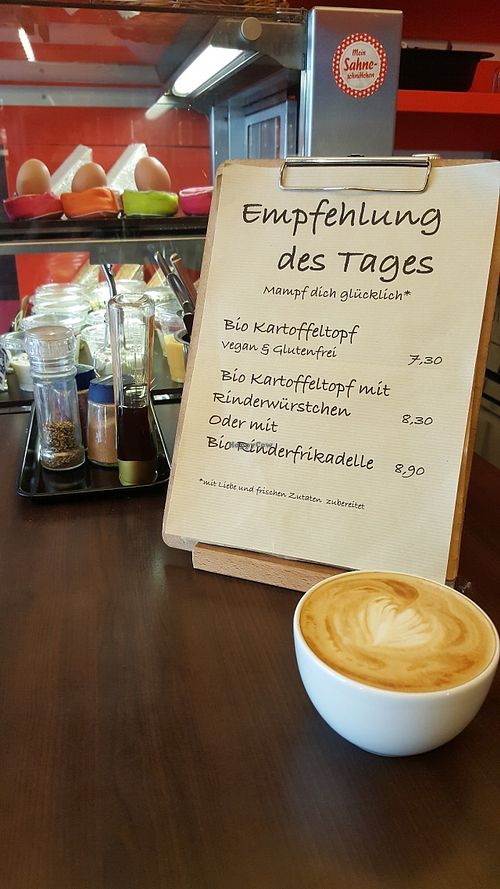 Mein
Sahne-
schnittchen
Empfehlung
des Tages
Mampf dich glücklich*
Bio Kartoffeltopf
Vegan & Glutenfrei 7,30
Bio Kartoffeltopf mit
Rinderwürstchen 8,30
Oder mit
Bio Rinderfrikadelle 8,90
*mit Liebe und frischen Zutaten zubereitet